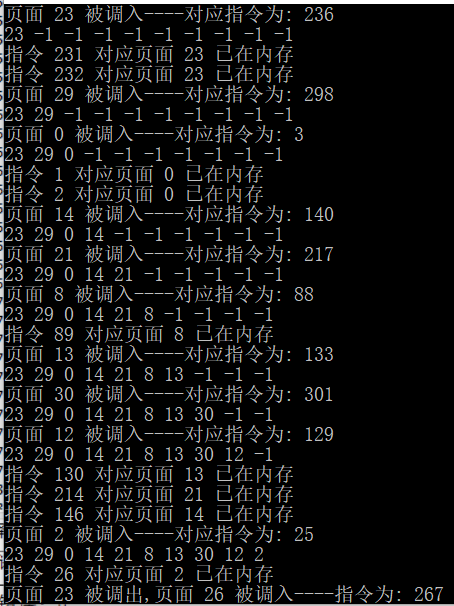 页面 23 被调入----对应指令为: 236
23 -1 -1 -1 -1 -1 -1 -1 -1 -1
指令 231 对应页面 23 已在内存
指令 232 对应页面 23 已在内存
页面 29 被调入----对应指令为: 298
23 29 -1 -1 -1 -1 -1 -1 -1 -1
页面 0 被调入----对应指令为: 3
23 29 0 -1 -1 -1 -1 -1 -1 -1
指令 1 对应页面 0 已在内存
指令 2 对应页面 0 已在内存
页面 14 被调入----对应指令为: 140
23 29 0 14 -1 -1 -1 -1 -1 -1
页面 21 被调入----对应指令为: 217
23 29 0 14 21 -1 -1 -1 -1 -1
页面 8 被调入----对应指令为: 88
23 29 0 14 21 8 -1 -1 -1 -1
指令 89 对应页面 8 已在内存
页面 13 被调入----对应指令为: 133
23 29 0 14 21 8 13 -1 -1 -1
页面 30 被调入----对应指令为: 301
23 29 0 14 21 8 13 30 -1 -1
页面 12 被调入----对应指令为: 129
23 29 0 14 21 8 13 30 12 -1
指令 130 对应页面 13 已在内存
指令 214 对应页面 21 已在内存
指令 146 对应页面 14 已在内存
页面 2 被调入----对应指令为: 25
23 29 0 14 21 8 13 30 12 2
指令 26 对应页面 2 已在内存
页面 23 被调出,页面 26 被调入----指令为: 267